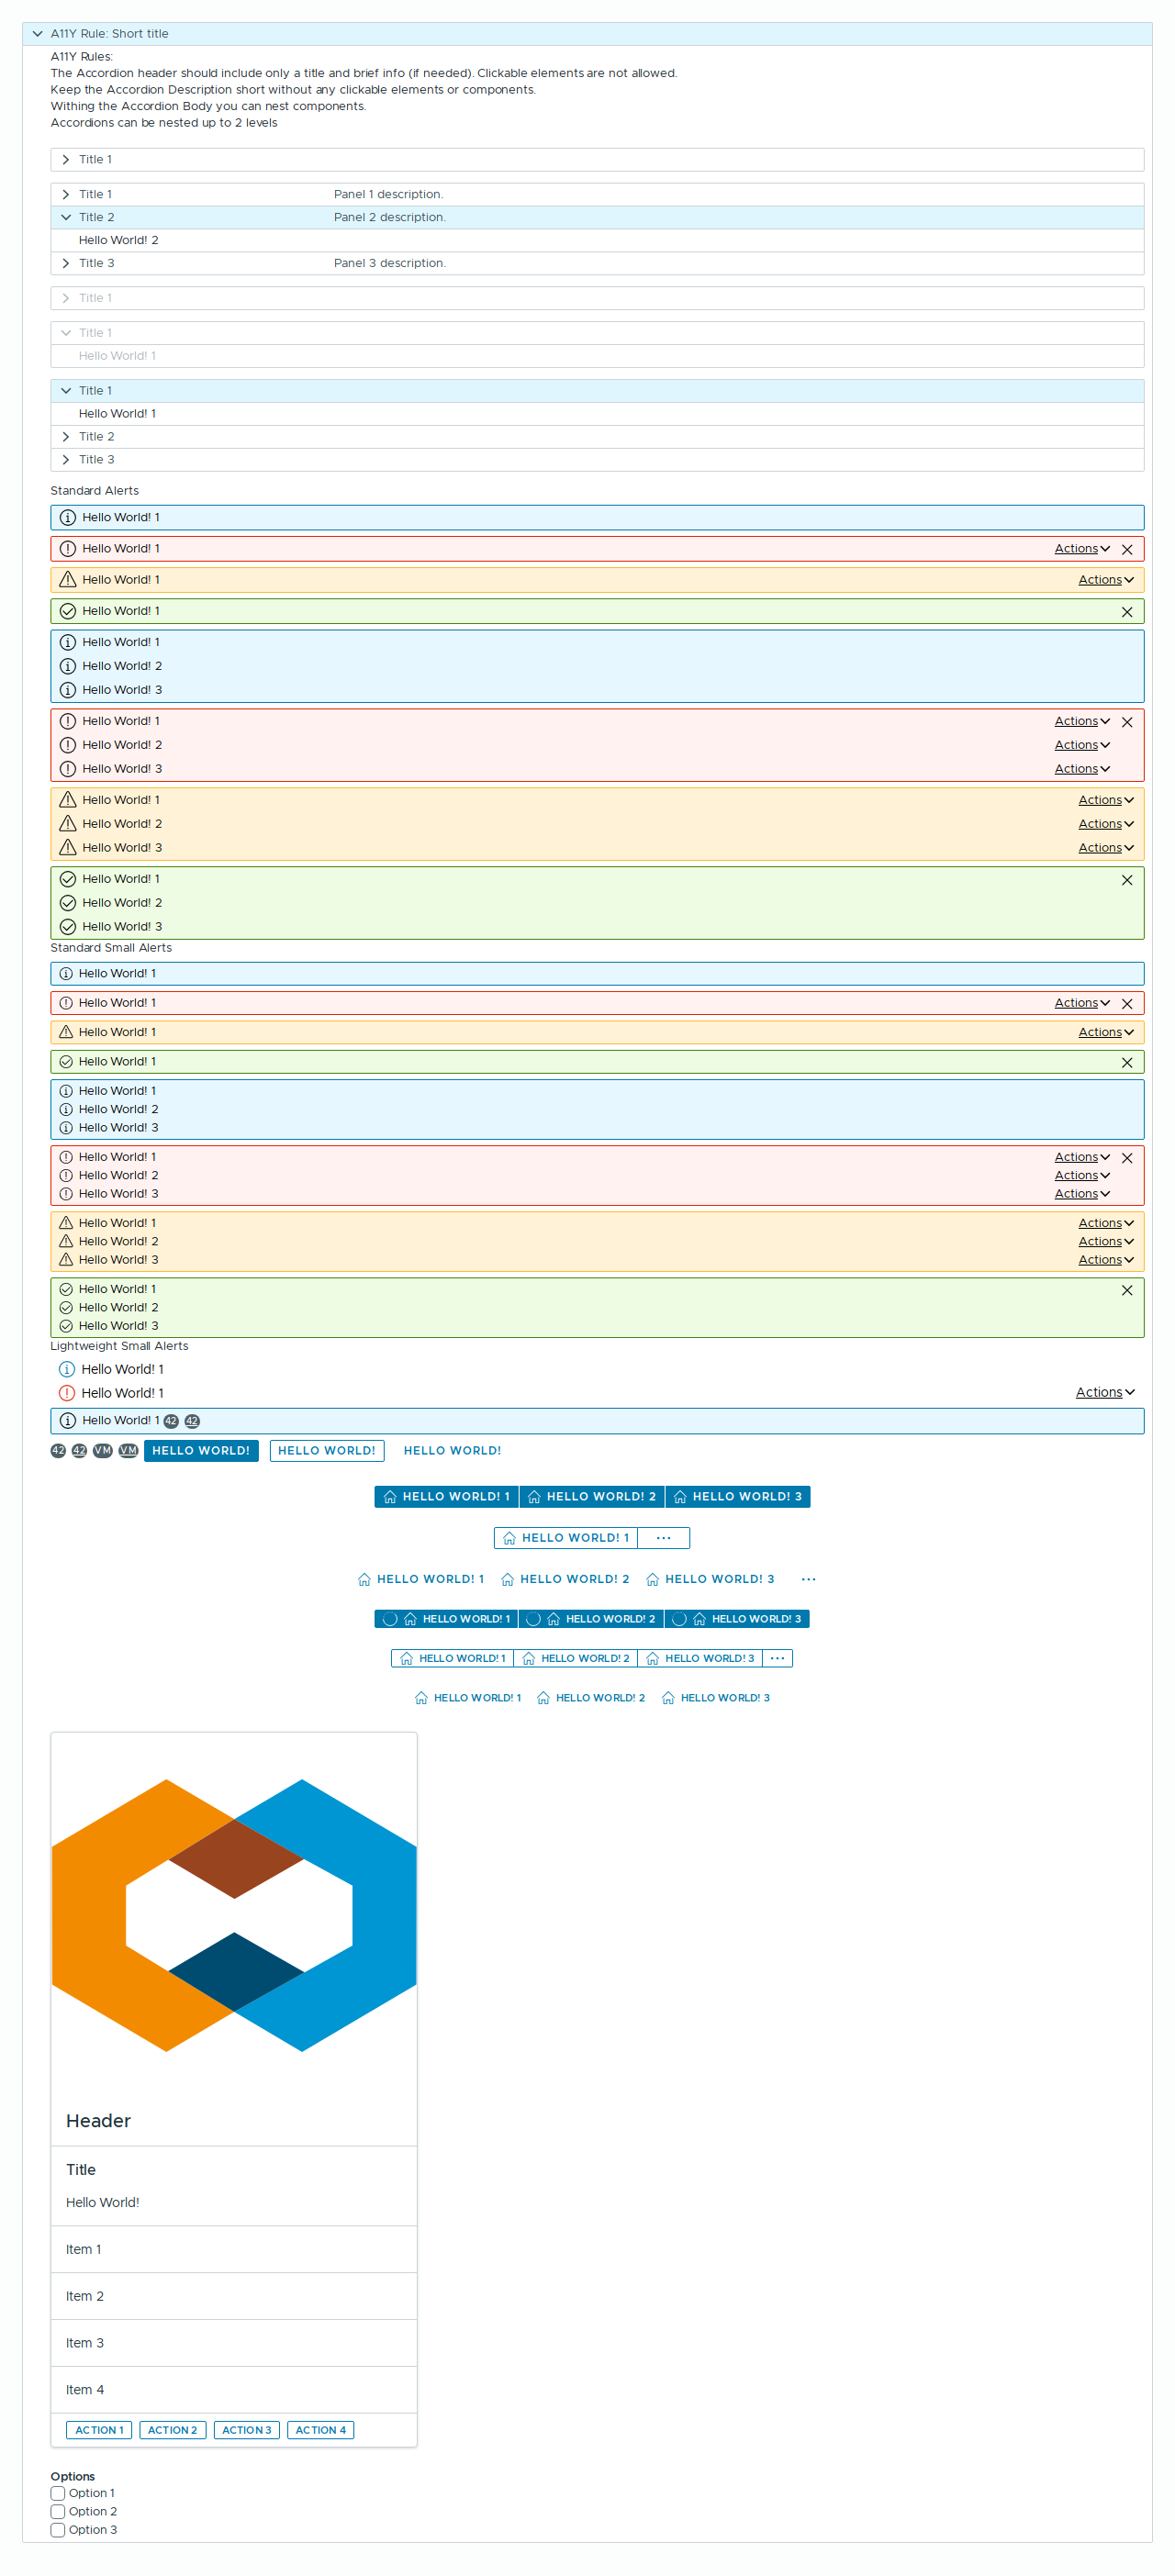 A11Y Rule: Short title
A11Y Rules:
The Accordion header should include only a title and brief info (if needed). Clickable elements are not allowed.
Keep the Accordion Description short without any clickable elements or components.
Withing the Accordion Body you can nest components.
Accordions can be nested up to 2 levels
Title 1
Title 1 Panel 1 description.
Title 2 Panel 2 description.
Hello World! 2
Title 3 Panel 3 description.
Title 1
Title 1
Hello World! 1
Title 1
Hello World! 1
Title 2
Title 3
Standard Alerts
Hello World! 1
Hello World! 1 Actions
Hello World! 1 Actions
Hello World! 1
Hello World! 1
Hello World! 2
Hello World! 3
Hello World! 1 Actions
Hello World! 2 Actions
Hello World! 3 Actions
Hello World! 1 Actions
Hello World! 2 Actions
Hello World! 3 Actions
Hello World! 1
Hello World! 2
Hello World! 3
Standard Small Alerts
Hello World! 1
Hello World! 1 Actions
Hello World! 1 Actions
Hello World! 1
Hello World! 1
Hello World! 2
Hello World! 3
Hello World! 1 Actions
Hello World! 2 Actions
Hello World! 3 Actions
Hello World! 1 Actions
Hello World! 2 Actions
Hello World! 3 Actions
Hello World! 1
Hello World! 2
Hello World! 3
Lightweight Small Alerts
Hello World! 1
Hello World! 1 Actions
Hello World! 1 42 42
42 42 VM VM HELLO WORLD! HELLO WORLD! HELLO WORLD!
HELLO WORLD! 1 HELLO WORLD! 2 HELLO WORLD! 3
HELLO WORLD! 1 ...
HELLO WORLD! 1 HELLO WORLD! 2 HELLO WORLD! 3 ...
HELLO WORLD! 1 HELLO WORLD! 2 HELLO WORLD! 3
HELLO WORLD! 1 HELLO WORLD! 2 HELLO WORLD! 3 ...
HELLO WORLD! 1 HELLO WORLD! 2 HELLO WORLD! 3
Header
Title
Hello World!
Item 1
Item 2
Item 3
Item 4
ACTION 1 ACTION 2 ACTION 3 ACTION 4
Options
Option 1
Option 2
Option 3